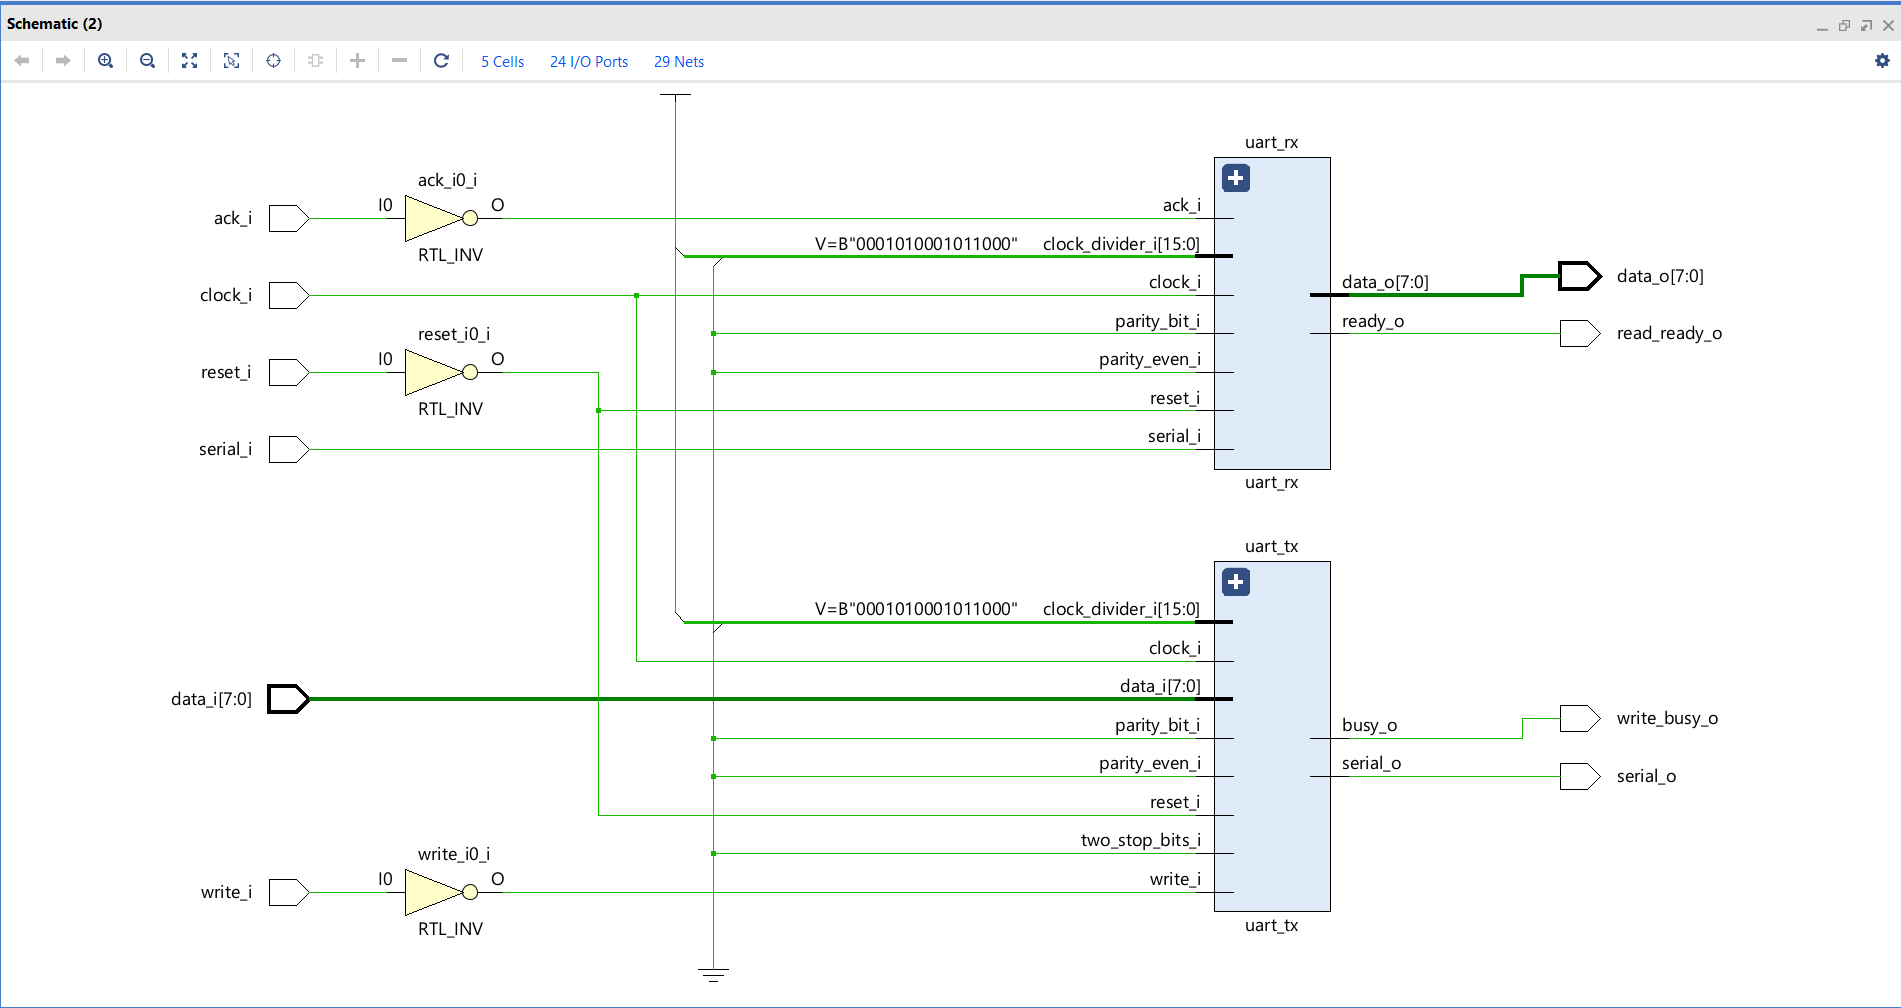 Schematic (2)
5 Cells 24 I/O Ports 29 Nets
uart_rx
ack_i0_i
ack_i I0 O ack_i
RTL_INV
V=B"0001010001011000" clock_divider_i[15:0]
clock_i clock_i
data_o[7:0] data_o[7:0]
reset_i0_i
parity_bit_i ready_o read_ready_o
reset_i I0 O parity_even_i
RTL_INV
reset_i
serial_i serial_i
uart_rx
uart_tx
V=B"0001010001011000" clock_divider_i[15:0]
clock_i
data_i[7:0] data_i[7:0]
parity_bit_i busy_o write_busy_o
parity_even_i serial_o serial_o
reset_i
two_stop_bits_i
write_i0_i
write_i I0 O write_i
RTL_INV
uart_tx